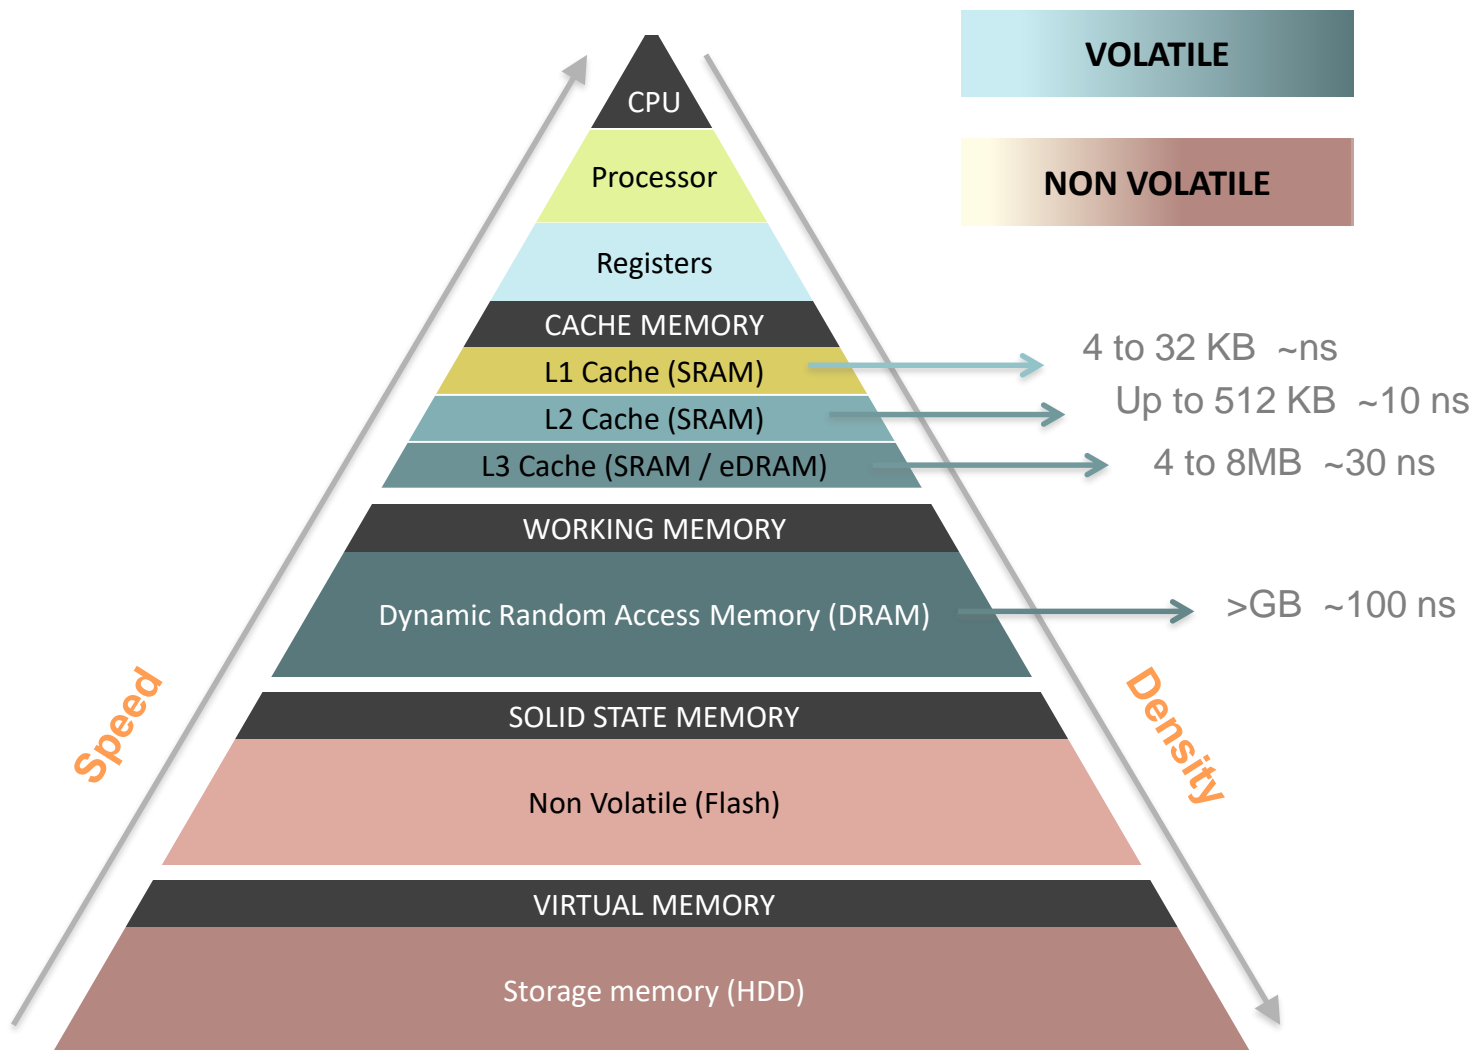 VOLATILE
NON VOLATILE
CPU
Processor
Registers
CACHE MEMORY
L1 Cache (SRAM)
4 to 32 KB ~ns
L2 Cache (SRAM)
Up to 512 KB ~10 ns
L3 Cache (SRAM / eDRAM)
4 to 8MB ~30 ns
WORKING MEMORY
Dynamic Random Access Memory (DRAM)
>GB ~100 ns
Speed
Density
SOLID STATE MEMORY
Non Volatile (Flash)
VIRTUAL MEMORY
Storage memory (HDD)